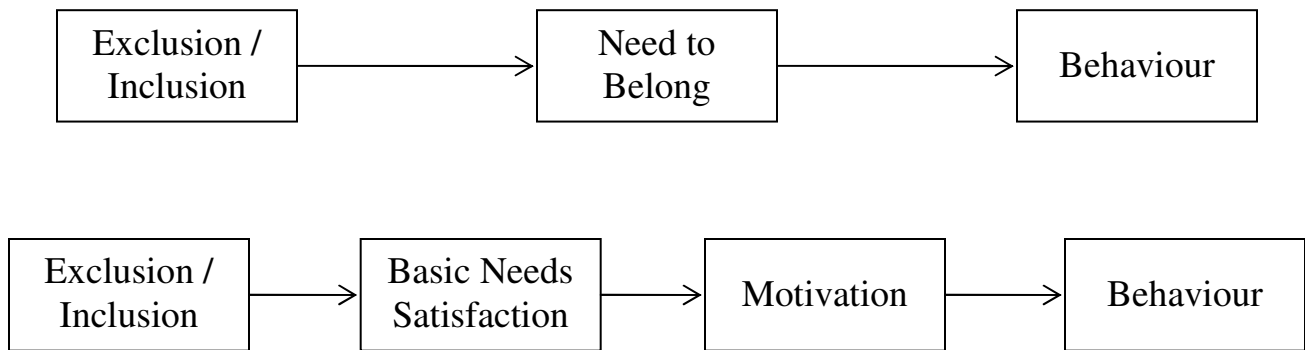 Exclusion /
Inclusion
Need to
Belong
Behaviour
Exclusion /
Inclusion
Basic Needs
Satisfaction
Motivation
Behaviour